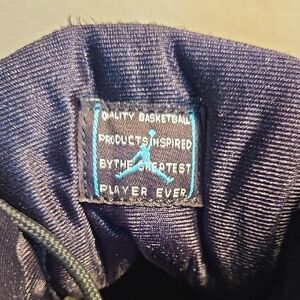 QUALITY BASKETBALL
PRODUCTS INSPIRED
BY THE GREATEST
PLAYER EVER.